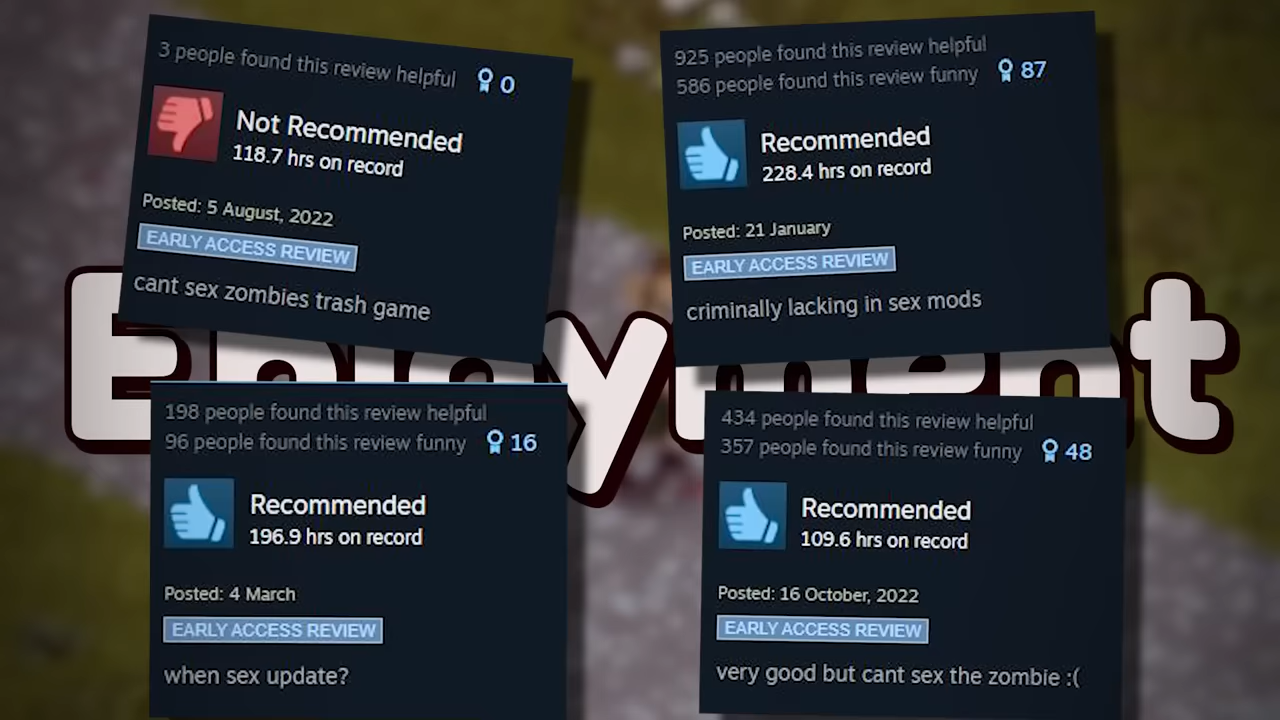 3 people found this review helpful 0
Not Recommended
118.7 hrs on record
Posted: 5 August, 2022
EARLY ACCESS REVIEW
cant sex zombies trash game
925 people found this review helpful
586 people found this review funny 87
Recommended
228.4 hrs on record
Posted: 21 January
EARLY ACCESS REVIEW
criminally lacking in sex mods
Enjoyment
198 people found this review helpful
96 people found this review funny 16
Recommended
196.9 hrs on record
Posted: 4 March
EARLY ACCESS REVIEW
when sex update?
434 people found this review helpful
357 people found this review funny 48
Recommended
109.6 hrs on record
Posted: 16 October, 2022
EARLY ACCESS REVIEW
very good but cant sex the zombie :(